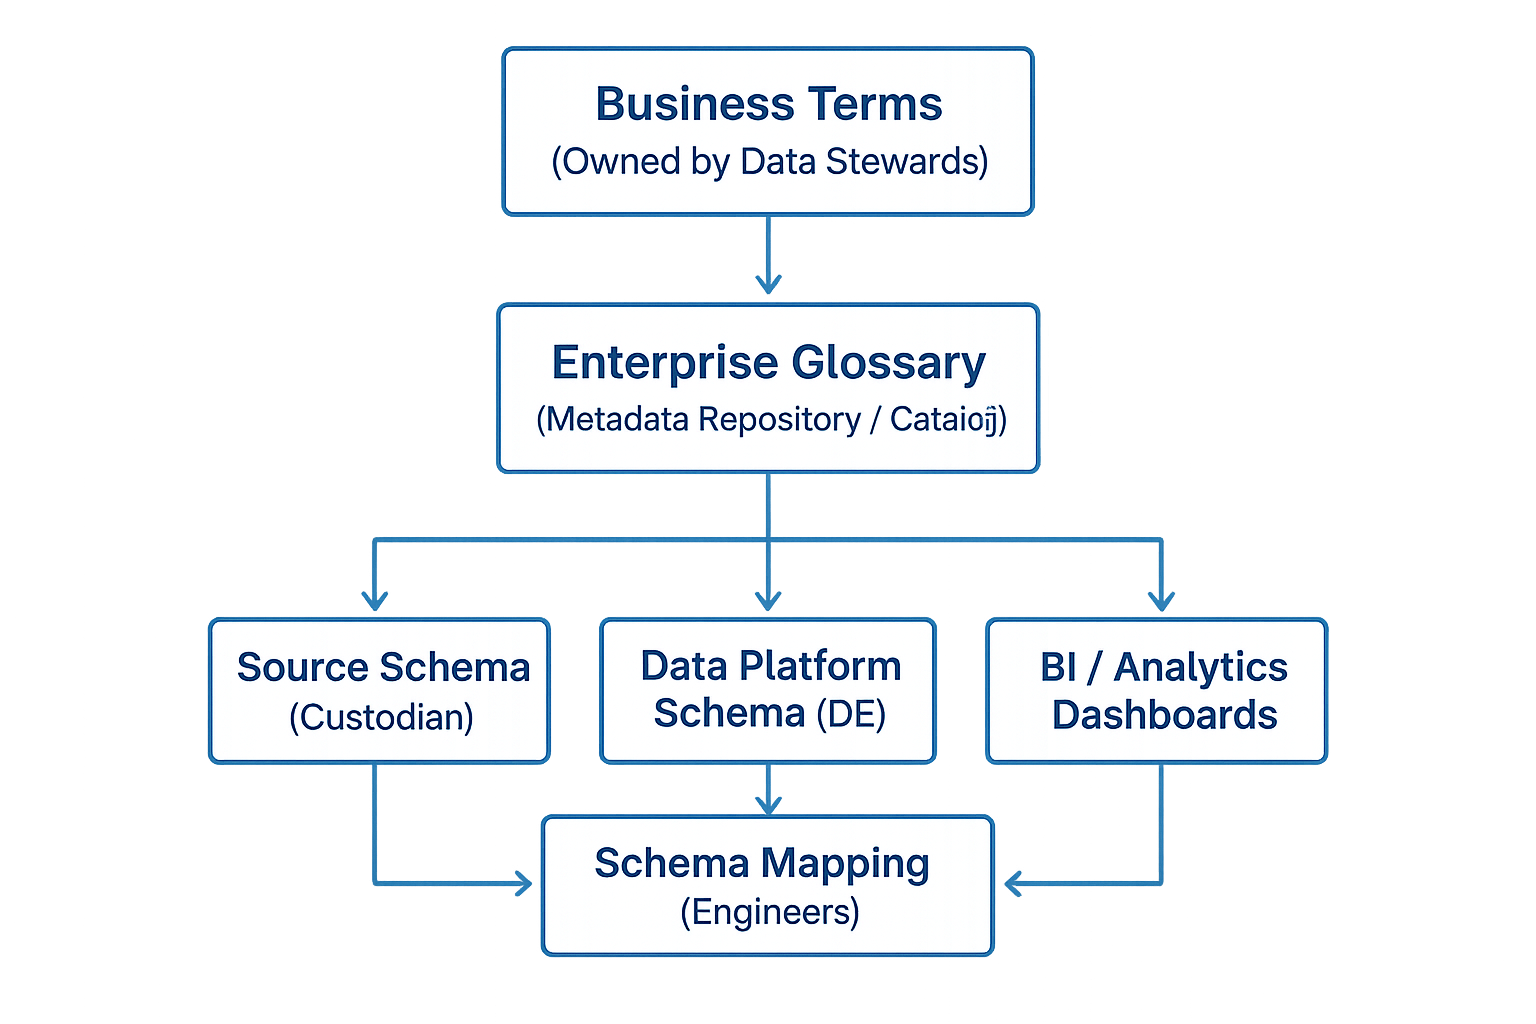 Business Terms
(Owned by Data Stewards)
Enterprise Glossary
(Metadata Repository /
Source Schema
(Custodian)
Data Platform
Schema (DE)
BI / Analytics
Dashboards
Schema Mapping
(Engineers)